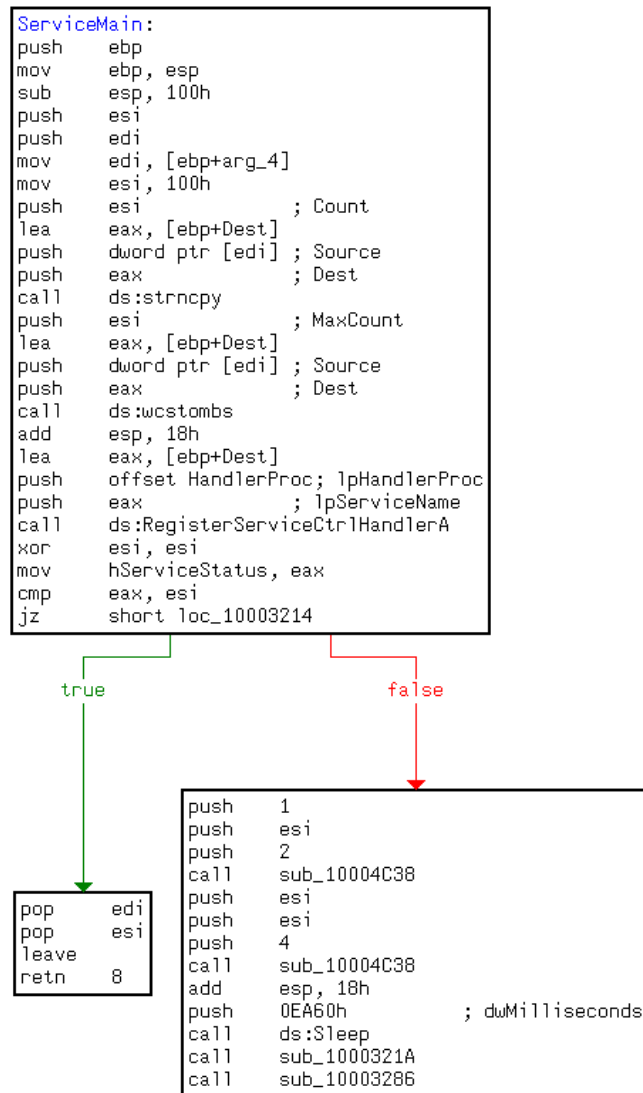 ServiceMain:
push ebp
mov ebp, esp
sub esp, 100h
push esi
push edi
mov edi, [ebp+arg_4]
mov esi, 100h
push esi ; Count
lea eax, [ebp+Dest]
push dword ptr [edi] ; Source
push eax ; Dest
call ds:strncpy
push esi ; MaxCount
lea eax, [ebp+Dest]
push dword ptr [edi] ; Source
push eax ; Dest
call ds:wcstombs
add esp, 18h
lea eax, [ebp+Dest]
push offset HandlerProc; lpHandlerProc
push eax ; lpServiceName
call ds:RegisterServiceCtrlHandlerA
xor esi, esi
mov hServiceStatus, eax
cmp eax, esi
jz short loc_10003214
true
false
pop edi
pop esi
leave
retn 8
push 1
push esi
push 2
call sub_10004C38
push esi
push esi
push 4
call sub_10004C38
add esp, 18h
push 0EA60h ; dwMilliseconds
call ds:Sleep
call sub_1000321A
call sub_10003286